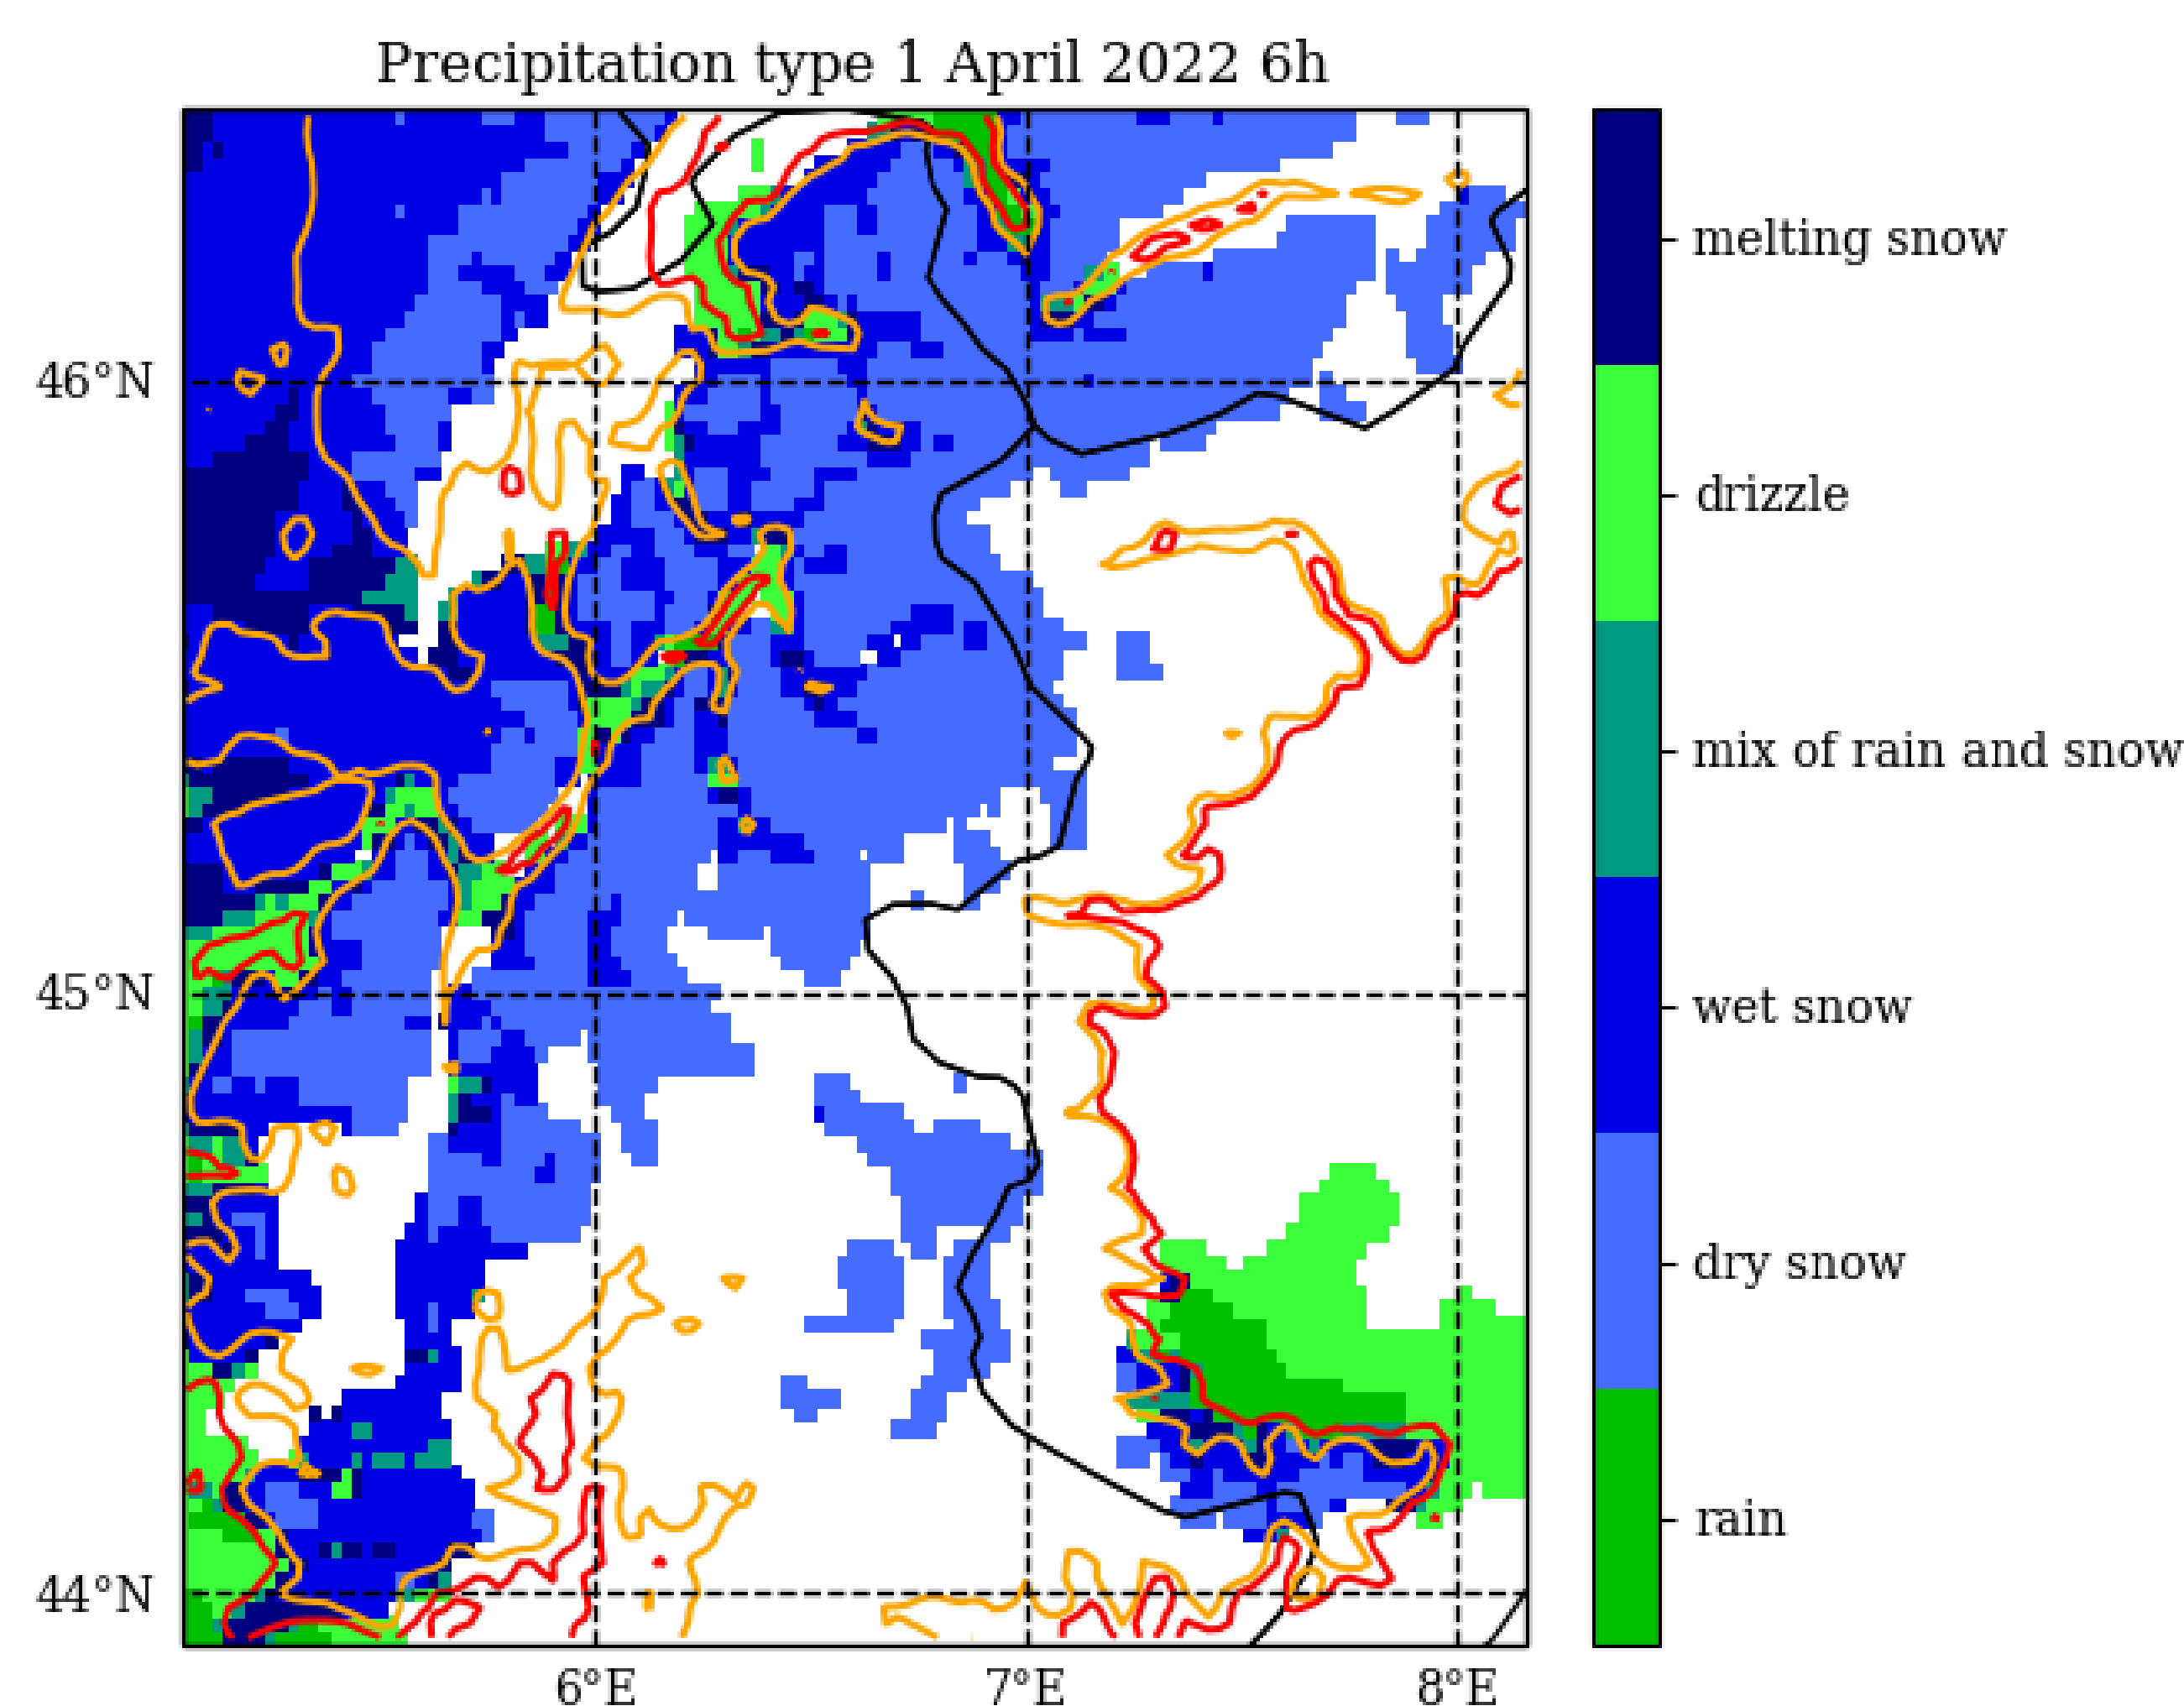 Precipitation type 1 April 2022 6h
46°N
45°N
44°N
6°E
7°E
8°E
melting snow
drizzle
mix of rain and snow
wet snow
dry snow
rain